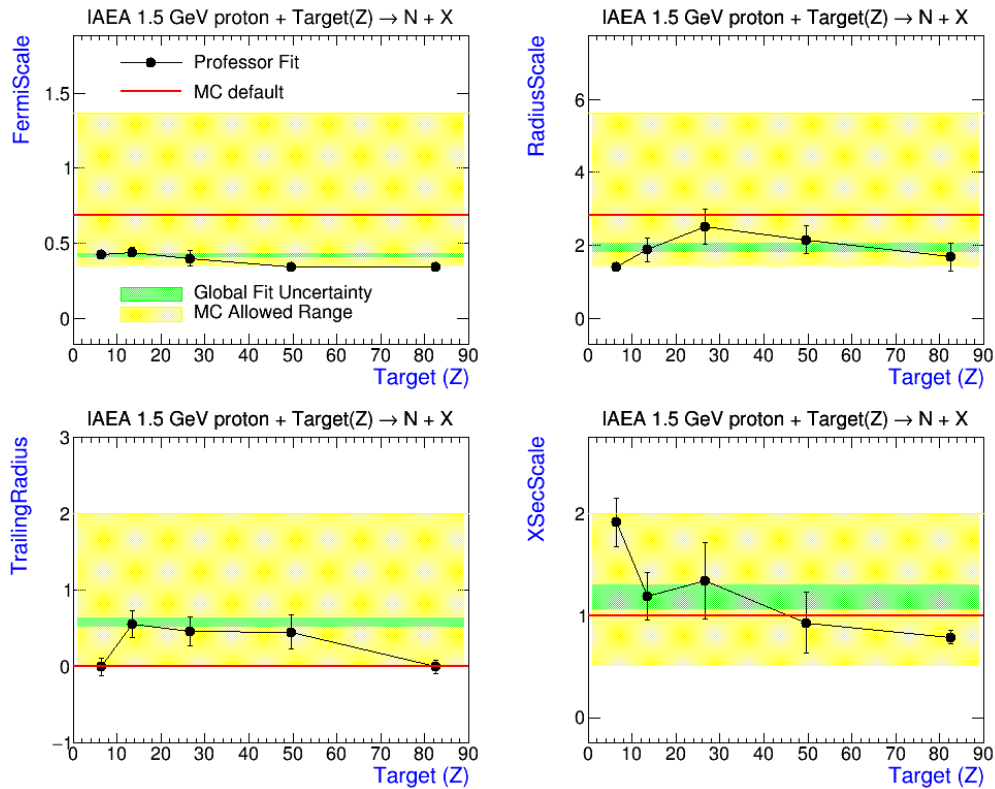 IAEA 1.5 GeV proton + Target(Z) → N + X
FermiScale
Professor Fit
MC default
Global Fit Uncertainty
MC Allowed Range
1.5
1
0.5
0
0 10 20 30 40 50 60 70 80 90
Target (Z)
IAEA 1.5 GeV proton + Target(Z) → N + X
RadiusScale
6
4
2
0
0 10 20 30 40 50 60 70 80 90
Target (Z)
IAEA 1.5 GeV proton + Target(Z) → N + X
TrailingRadius
3
2
1
0
−1
0 10 20 30 40 50 60 70 80 90
Target (Z)
IAEA 1.5 GeV proton + Target(Z) → N + X
XSecScale
2
1
0
0 10 20 30 40 50 60 70 80 90
Target (Z)